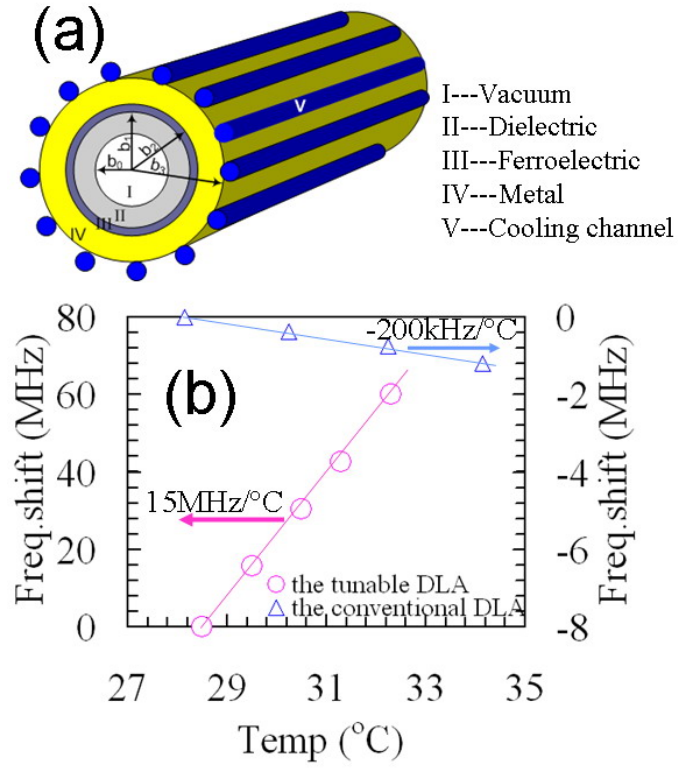 (a)
V
b1
b2
b0
b3
I
II
III
IV
I---Vacuum
II---Dielectric
III---Ferroelectric
IV---Metal
V---Cooling channel
(b)
80
60
40
20
0
Freq.shift (MHz)
0
-2
-4
-6
-8
Freq.shift (MHz)
-200kHz/°C
15MHz/°C
the tunable DLA
the conventional DLA
27 29 31 33 35
Temp (°C)